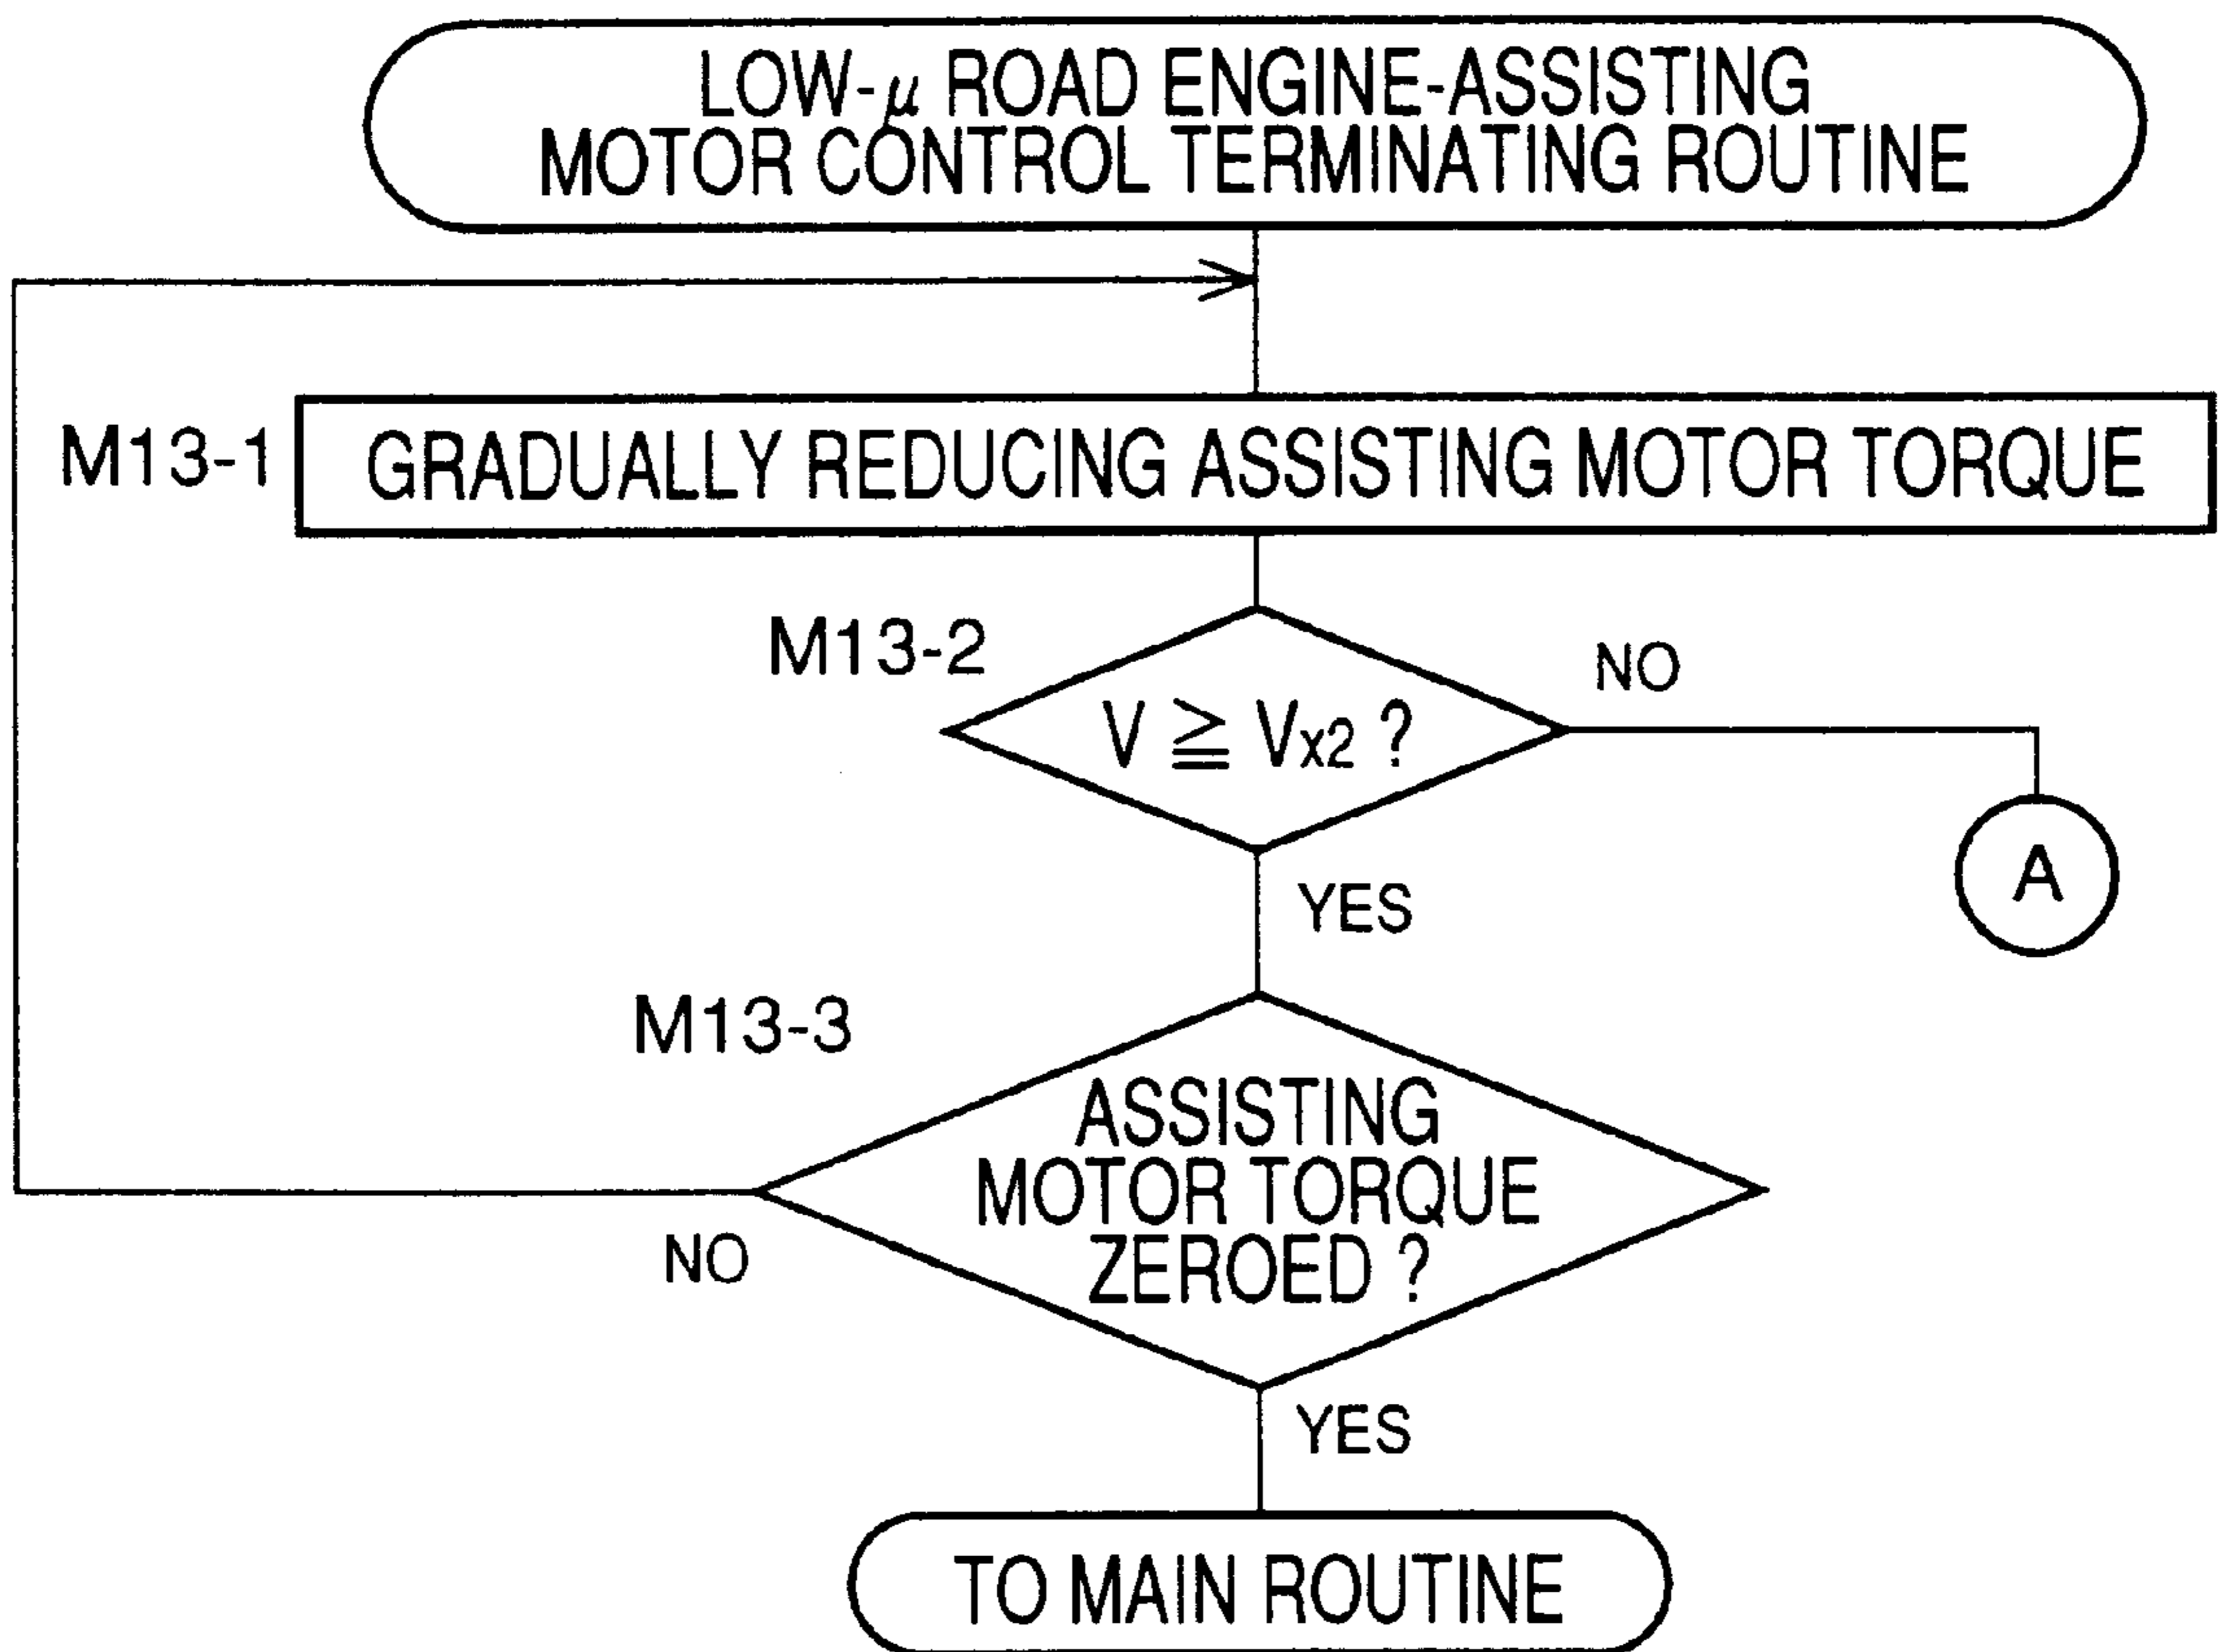 LOW-μ ROAD ENGINE-ASSISTING
MOTOR CONTROL TERMINATING ROUTINE
M13-1
GRADUALLY REDUCING ASSISTING MOTOR TORQUE
M13-2
V ≧ Vx2 ?
NO
A
YES
M13-3
ASSISTING
MOTOR TORQUE
ZEROED ?
NO
YES
TO MAIN ROUTINE